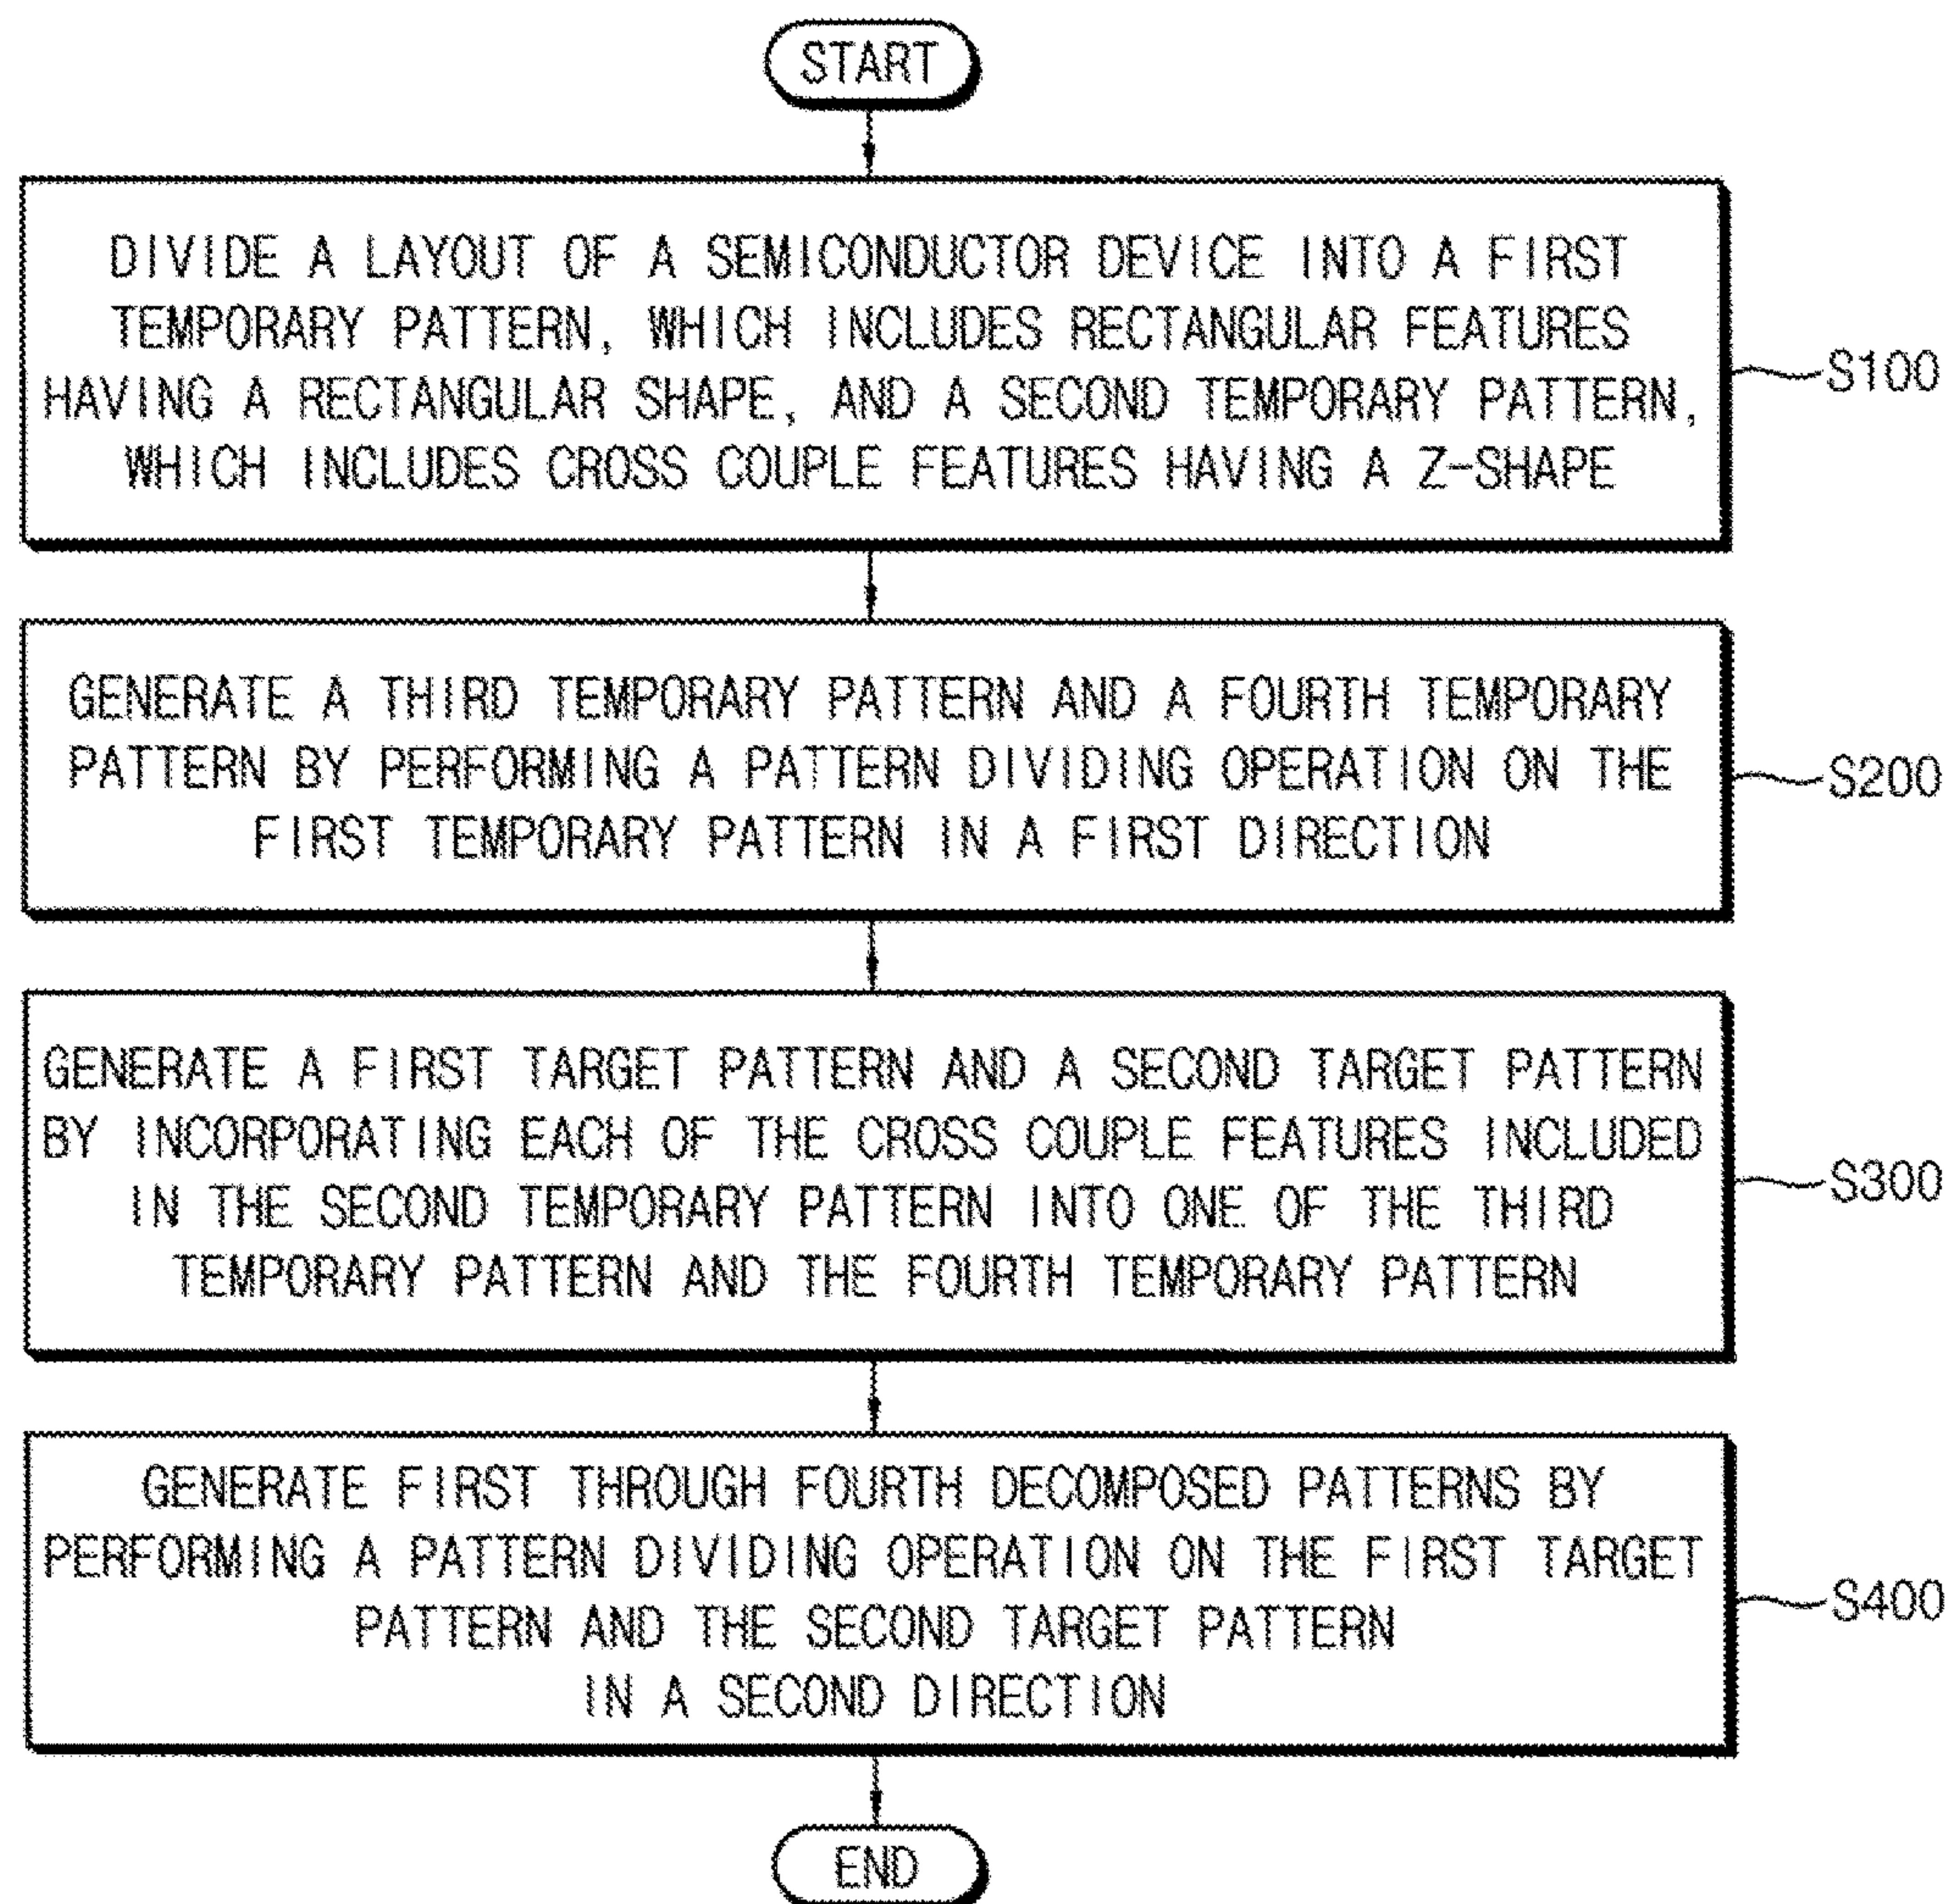 START
DIVIDE A LAYOUT OF A SEMICONDUCTOR DEVICE INTO A FIRST
TEMPORARY PATTERN, WHICH INCLUDES RECTANGULAR FEATURES
HAVING A RECTANGULAR SHAPE, AND A SECOND TEMPORARY PATTERN,
WHICH INCLUDES CROSS COUPLE FEATURES HAVING A Z-SHAPE
S100
GENERATE A THIRD TEMPORARY PATTERN AND A FOURTH TEMPORARY
PATTERN BY PERFORMING A PATTERN DIVIDING OPERATION ON THE
FIRST TEMPORARY PATTERN IN A FIRST DIRECTION
S200
GENERATE A FIRST TARGET PATTERN AND A SECOND TARGET PATTERN
BY INCORPORATING EACH OF THE CROSS COUPLE FEATURES INCLUDED
IN THE SECOND TEMPORARY PATTERN INTO ONE OF THE THIRD
TEMPORARY PATTERN AND THE FOURTH TEMPORARY PATTERN
S300
GENERATE FIRST THROUGH FOURTH DECOMPOSED PATTERNS BY
PERFORMING A PATTERN DIVIDING OPERATION ON THE FIRST TARGET
PATTERN AND THE SECOND TARGET PATTERN
IN A SECOND DIRECTION
S400
END